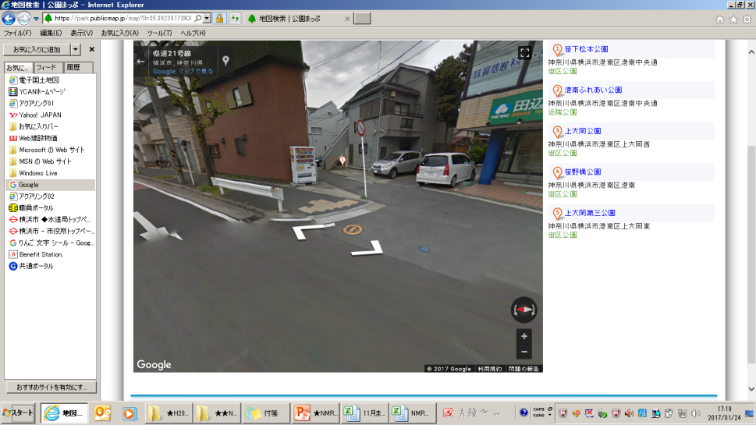 地図検索 | 公園まっぷ - Internet Explorer
地図検索 | 公園まっぷ
ファイル(F) 編集(E) 表示(V) お気に入り(A) ツール(T) ヘルプ(H)
お気に入りに追加
お気に... フィード 履歴
電子国土地図
YCANホームページ
アクアリング01
Yahoo! JAPAN
お気に入りバー
Web建設物価
Microsoft の Web サイト
MSN の Web サイト
Windows Live
Google
アクアリング02
職員ポータル
横浜市 ◆水道局トップペ...
横浜市 - 市役所トップペー...
りんご 文字 シール - Goog...
Benefit Station.
共通ポータル
おすすめサイトを有効にす...
県道21号線
横浜市, 神奈川県
Google マップで見る
田辺
Google
© 2017 Google 利用規約 問題の報告
1 笹下松本公園
神奈川県横浜市港南区港南中央通
街区公園
2 港南ふれあい公園
神奈川県横浜市港南区港南中央通
近隣公園
3 上大岡公園
神奈川県横浜市港南区上大岡西
街区公園
4 笹野橋公園
神奈川県横浜市港南区港南
街区公園
5 上大岡第三公園
神奈川県横浜市港南区上大岡東
街区公園
スタート 地図... ★H28... ★★N... 付箋 ★NMR... 11月ま... NMR...
17:19
2017/01/24